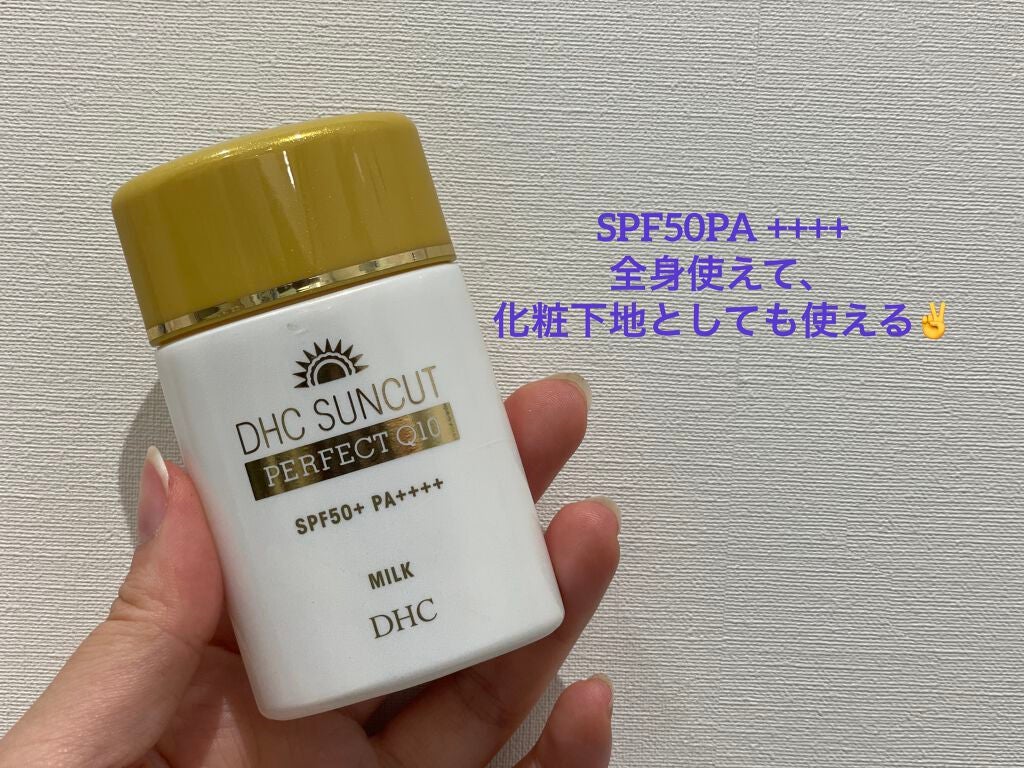 SPF50PA ++++
全身使えて、
化粧下地としても使える✌️
DHC SUNCUT
PERFECT Q10
SPF50+ PA++++
MILK
DHC